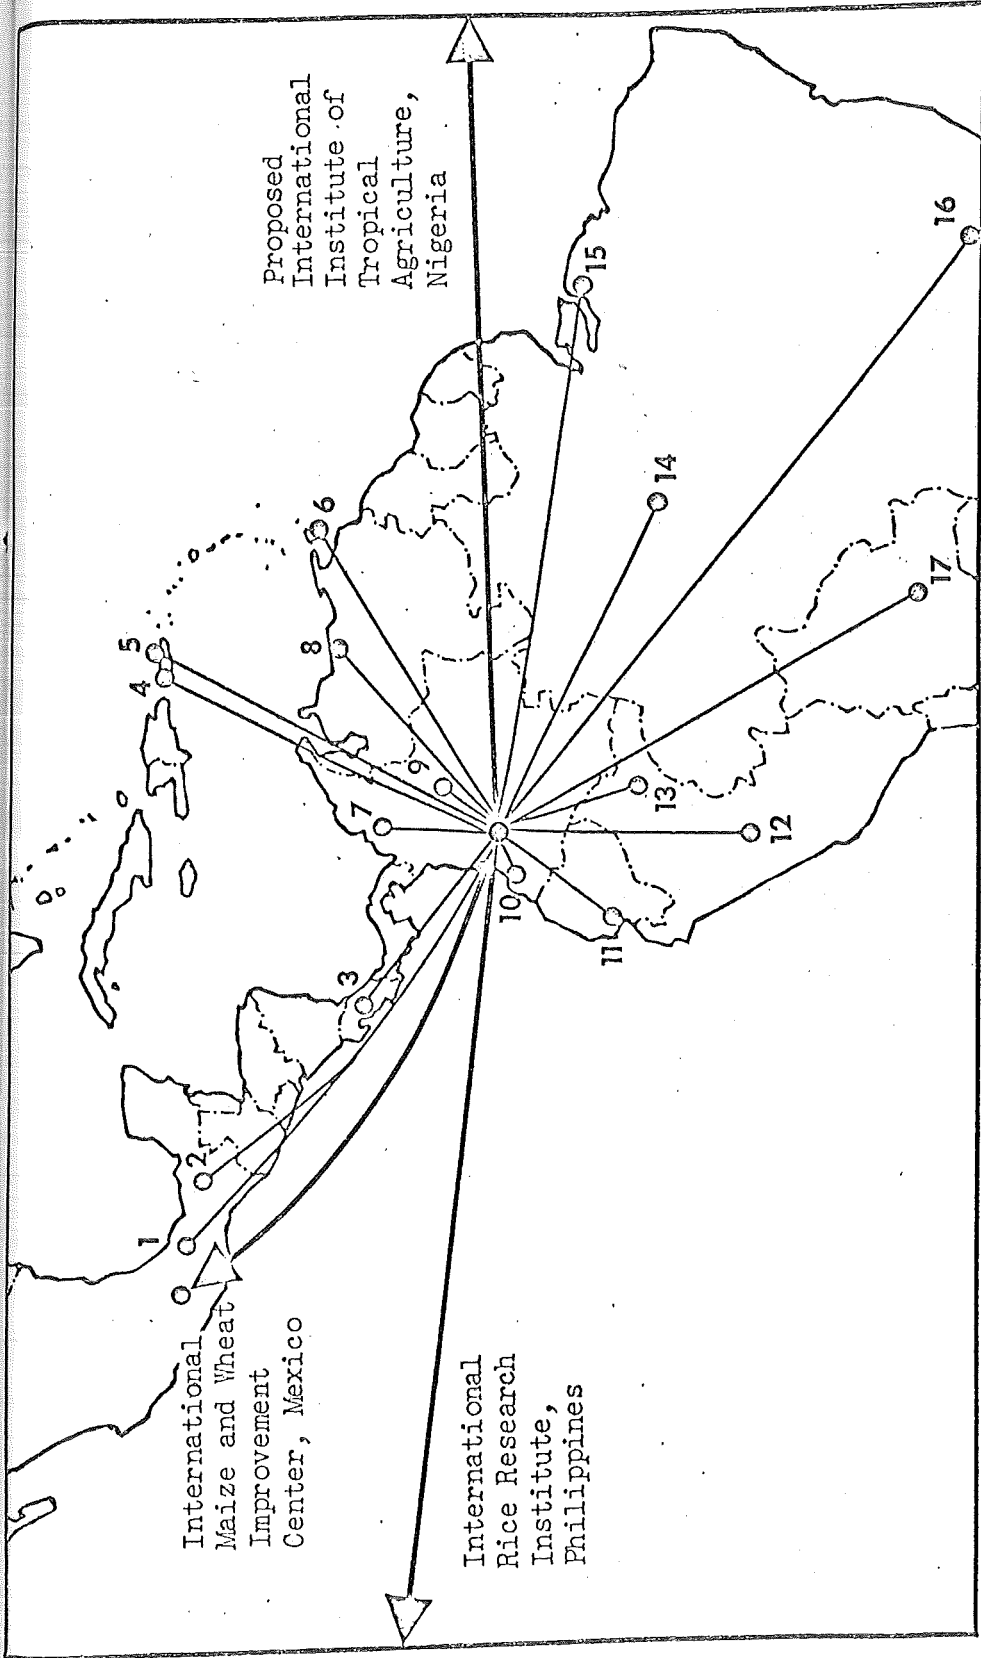 Proposed
International
Institute of
Tropical
Agriculture,
Nigeria
International
Maize and Wheat
Improvement
Center, Mexico
International
Rice Research
Institute,
Philippines
1
2
3
4
5
6
7
8
9
10
11
12
13
14
15
16
17